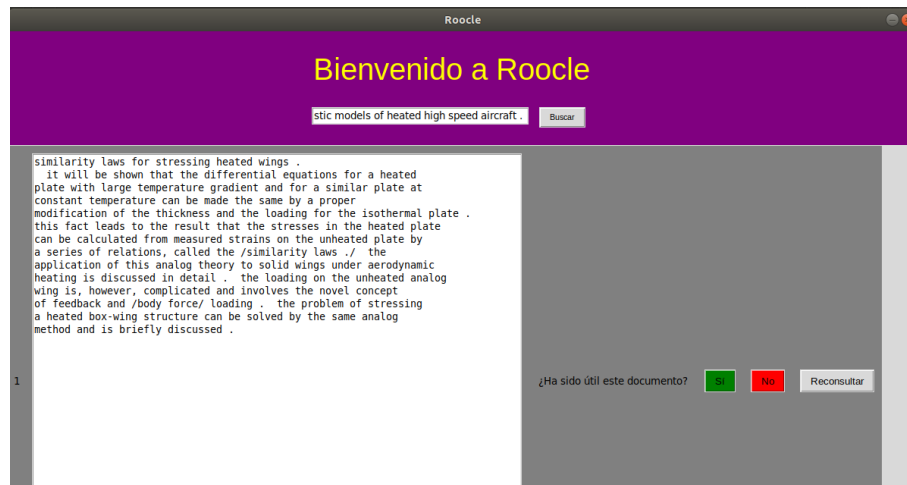 Roocle
Bienvenido a Roocle
stic models of heated high speed aircraft .
Buscar
similarity laws for stressing heated wings .
it will be shown that the differential equations for a heated
plate with large temperature gradient and for a similar plate at
constant temperature can be made the same by a proper
modification of the thickness and the loading for the isothermal plate .
this fact leads to the result that the stresses in the heated plate
can be calculated from measured strains on the unheated plate by
a series of relations, called the /similarity laws ./  the
application of this analog theory to solid wings under aerodynamic
heating is discussed in detail .  the loading on the unheated analog
wing is, however, complicated and involves the novel concept
of feedback and /body force/ loading .  the problem of stressing
a heated box-wing structure can be solved by the same analog
method and is briefly discussed .
1
¿Ha sido útil este documento?
Sí
No
Reconsultar